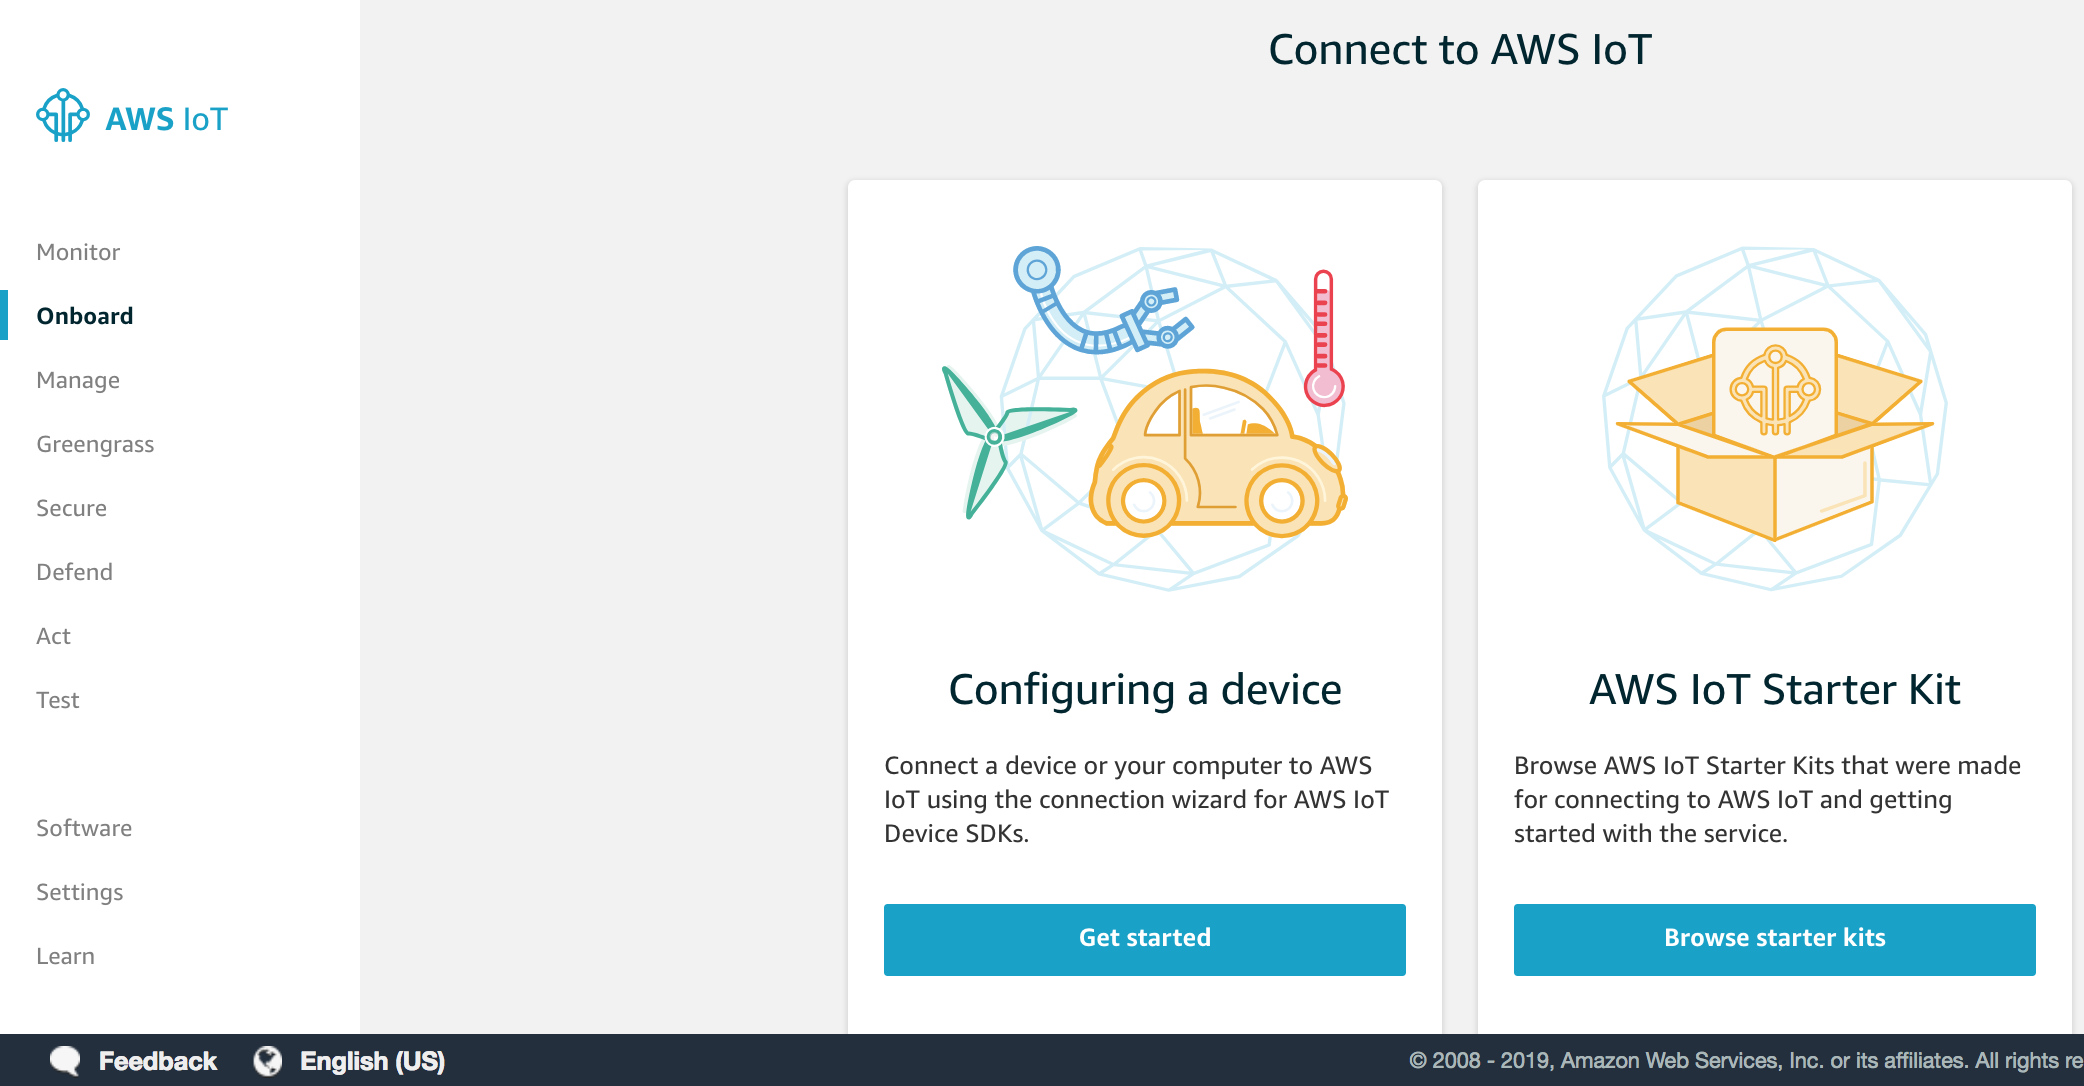 Connect to AWS IoT
AWS IoT
Monitor
Onboard
Manage
Greengrass
Secure
Defend
Act
Test
Software
Settings
Learn
Configuring a device
Connect a device or your computer to AWS
IoT using the connection wizard for AWS IoT
Device SDKs.
Get started
AWS IoT Starter Kit
Browse AWS IoT Starter Kits that were made
for connecting to AWS IoT and getting
started with the service.
Browse starter kits
Feedback
English (US)
© 2008 - 2019, Amazon Web Services, Inc. or its affiliates. All rights re